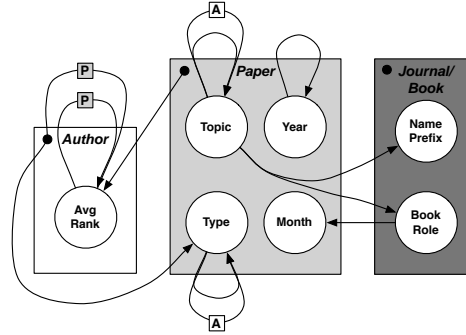 A
P
P
Paper
Journal/
Book
Author
Topic
Year
Name
Prefix
Avg
Rank
Type
Month
Book
Role
A